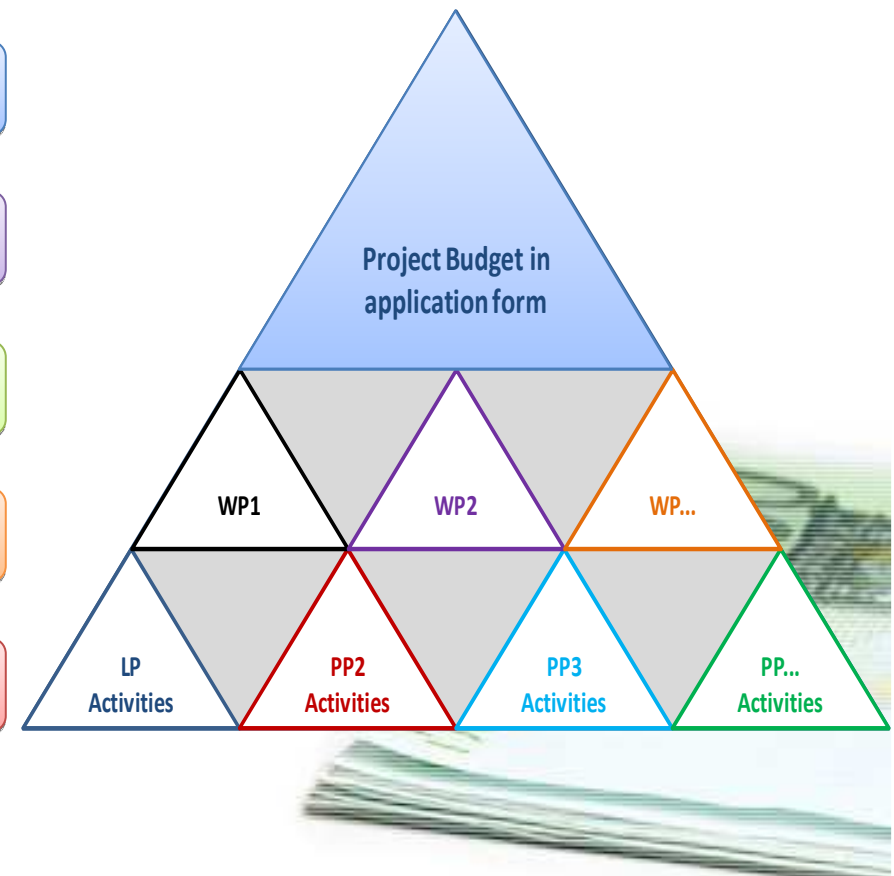 Project Budget in
application form
WP1
WP2
WP...
LP
Activities
PP2
Activities
PP3
Activities
PP...
Activities